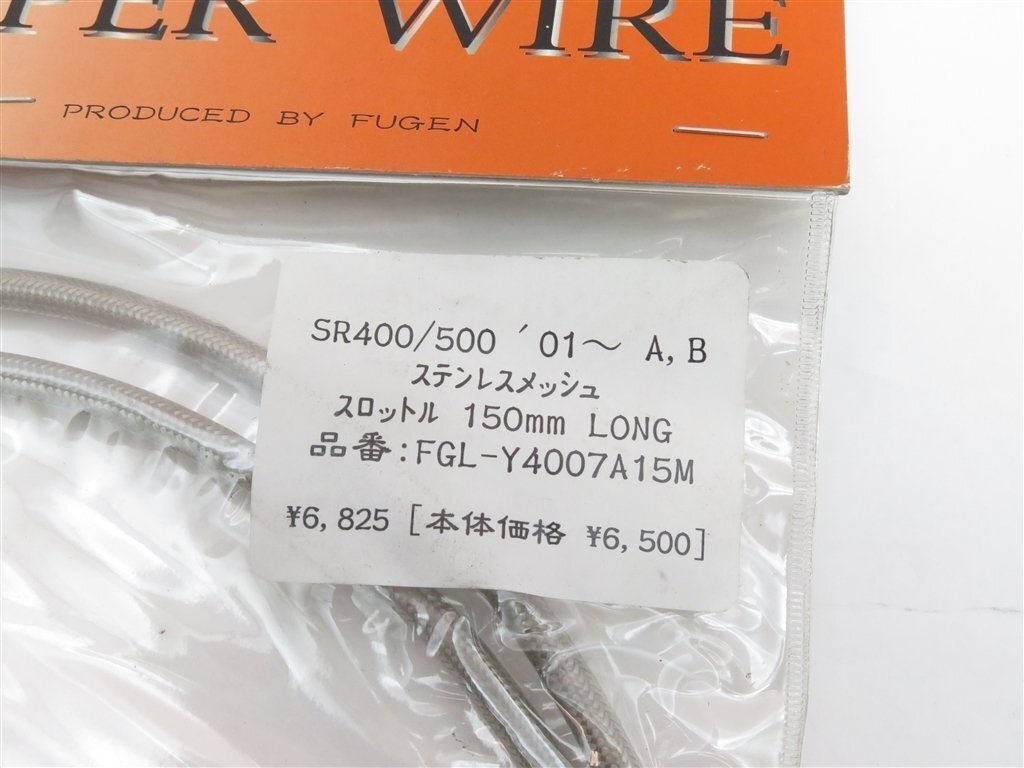 WIRE
PRODUCED BY FUGEN
SR400/500 '01～ A,B
ステンレスメッシュ
スロットル 150mm LONG
品番:FGL-Y4007A15M
¥6,825 [本体価格 ¥6,500]